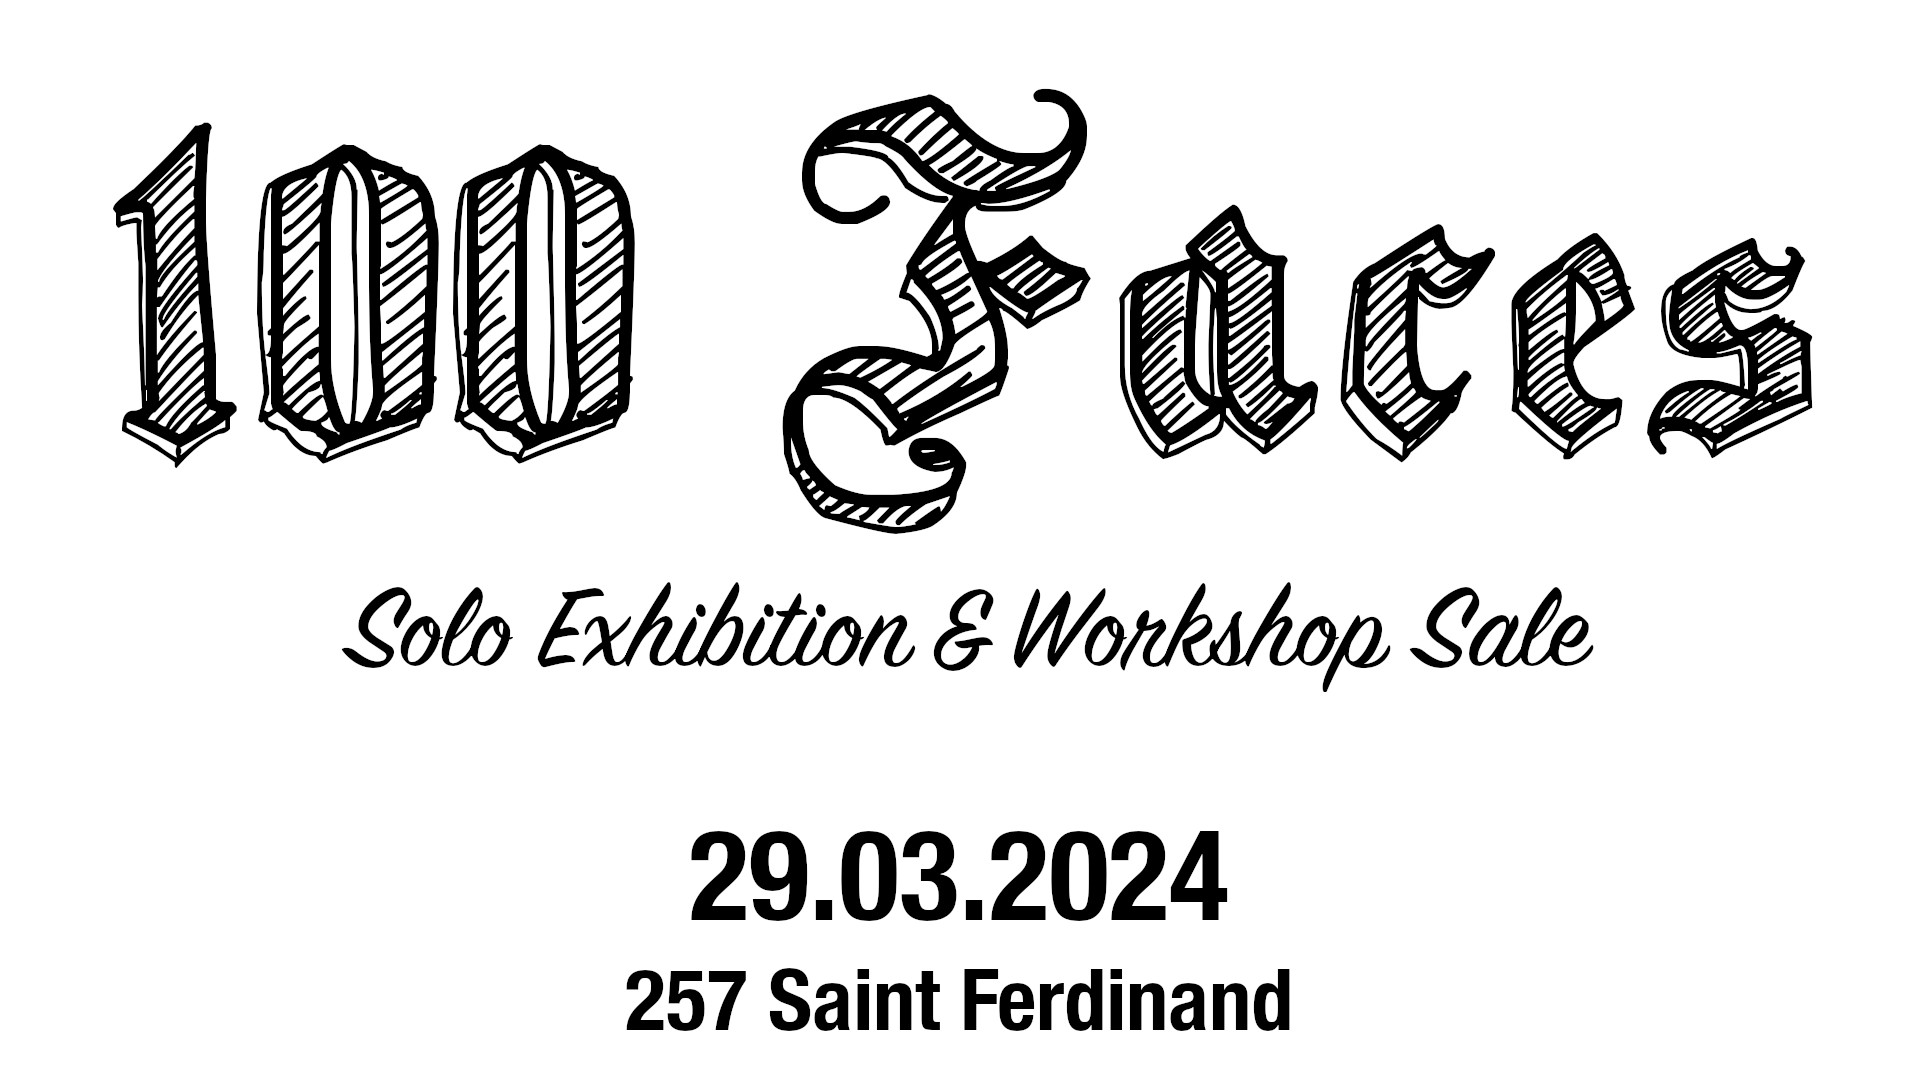 100 Faces
Solo Exhibition & Workshop Sale
29.03.2024
257 Saint Ferdinand